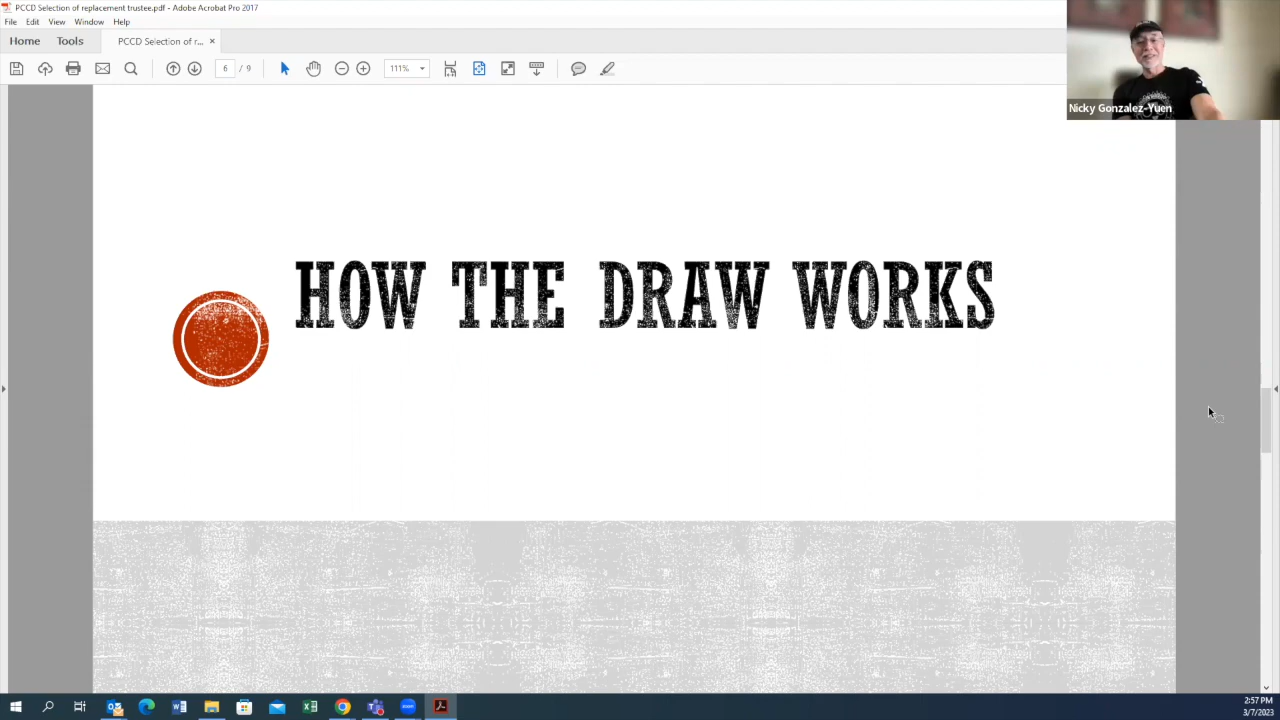 PCCD Selection of replacement trustee.pdf - Adobe Acrobat Pro 2017
File Edit View Window Help
Home Tools PCCD Selection of r... ×
6 / 9 111%
Nicky Gonzalez-Yuen
HOW THE DRAW WORKS
2:57 PM
3/7/2023